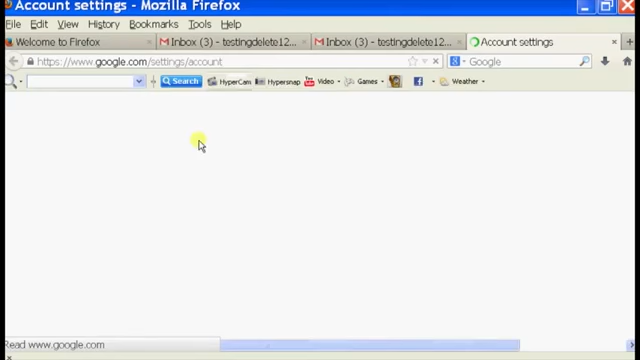 Account settings - Mozilla Firefox
File Edit View History Bookmarks Tools Help
Welcome to Firefox Inbox (3) - testingdelete12... Inbox (3) - testingdelete12... Account settings
https://www.google.com/settings/account Google
Search HyperCam Hypersnap Video Games Weather
Read www.google.com